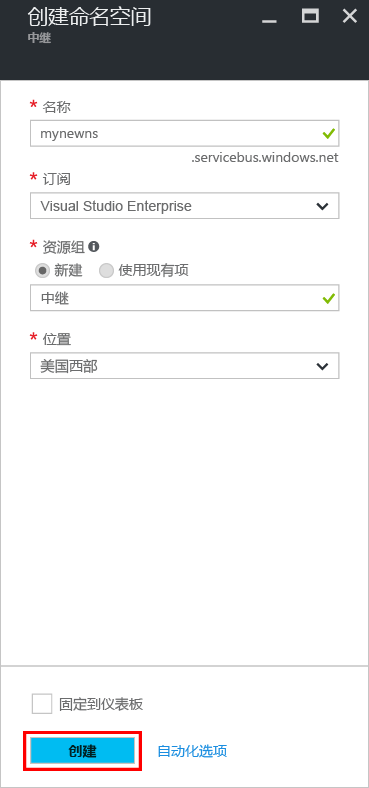 创建命名空间
中继
* 名称
mynewns
.servicebus.windows.net
* 订阅
Visual Studio Enterprise
* 资源组
新建 使用现有项
中继
* 位置
美国西部
固定到仪表板
创建 自动化选项